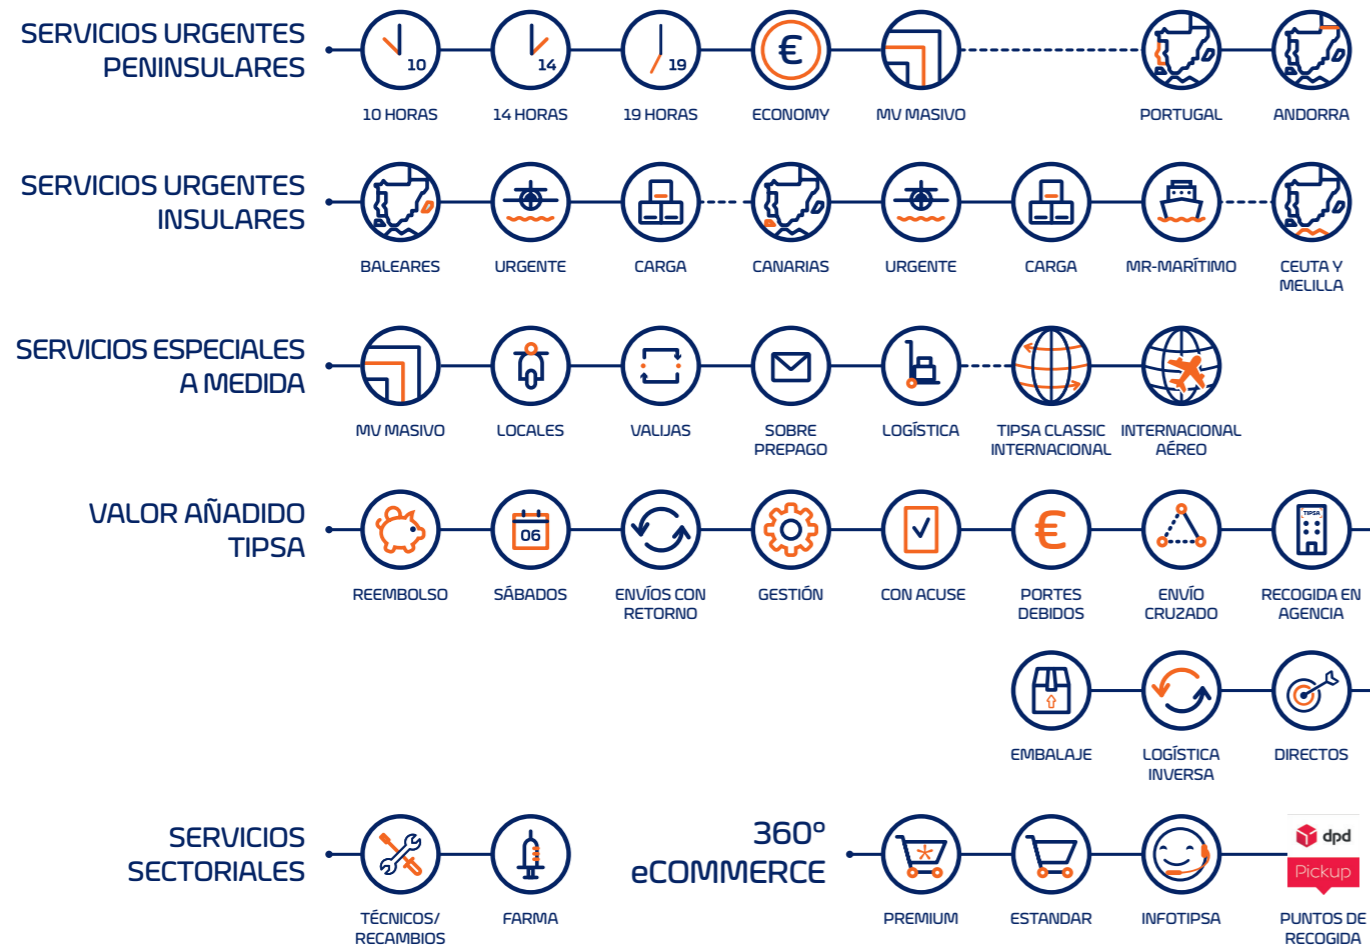 SERVICIOS URGENTES
PENINSULARES
10
14
19
€
10 HORAS
14 HORAS
19 HORAS
ECONOMY
MV MASIVO
PORTUGAL
ANDORRA
SERVICIOS URGENTES
INSULARES
BALEARES
URGENTE
CARGA
CANARIAS
URGENTE
CARGA
MR-MARÍTIMO
CEUTA Y
MELILLA
SERVICIOS ESPECIALES
A MEDIDA
MV MASIVO
LOCALES
VALIJAS
SOBRE
PREPAGO
LOGÍSTICA
TIPSA CLASSIC
INTERNACIONAL
INTERNACIONAL
AÉREO
VALOR AÑADIDO
TIPSA
06
€
TIPSA
REEMBOLSO
SÁBADOS
ENVÍOS CON
RETORNO
GESTIÓN
CON ACUSE
PORTES
DEBIDOS
ENVÍO
CRUZADO
RECOGIDA EN
AGENCIA
EMBALAJE
LOGÍSTICA
INVERSA
DIRECTOS
SERVICIOS
SECTORIALES
TÉCNICOS/
RECAMBIOS
FARMA
360º
eCOMMERCE
PREMIUM
ESTANDAR
INFOTIPSA
dpd
Pickup
PUNTOS DE
RECOGIDA